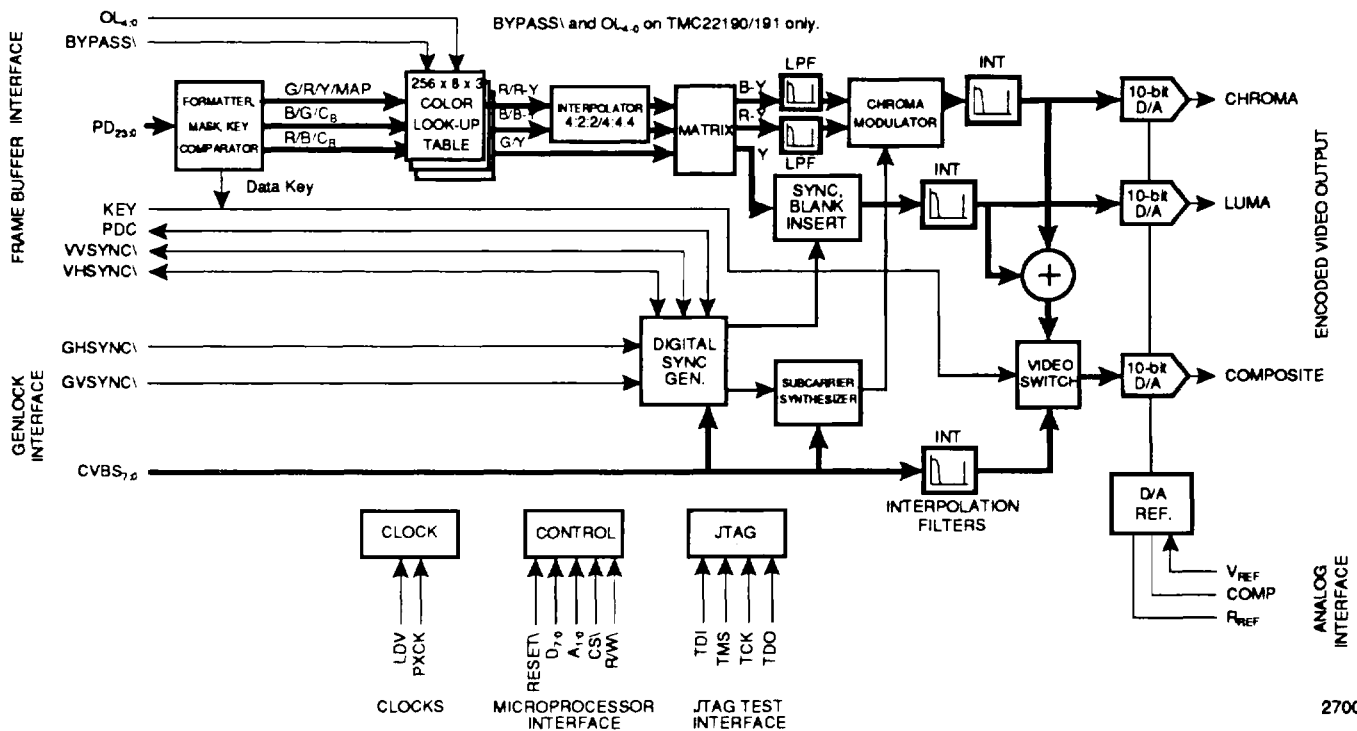 OL4:0
BYPASS\ and OL4:0 on TMC22190/191 only.
BYPASS\
FRAME BUFFER INTERFACE
PD23:0
FORMATTER,
MASK, KEY
COMPARATOR
G/R/Y/MAP
B/G/CB
R/B/CR
Data Key
256 x 8 x 3
COLOR
LOOK-UP
TABLE
R/R-Y
B/B-Y
G/Y
INTERPOLATOR
4:2:2/4:4:4
MATRIX
B-Y
R-Y
Y
LPF
LPF
CHROMA
MODULATOR
INT
10-bit
D/A
CHROMA
SYNC,
BLANK
INSERT
INT
10-bit
D/A
LUMA
ENCODED VIDEO OUTPUT
KEY
PDC
VVSYNC\
VHSYNC\
+
GENLOCK
INTERFACE
GHSYNC\
GVSYNC\
DIGITAL
SYNC
GEN.
SUBCARRIER
SYNTHESIZER
VIDEO
SWITCH
10-bit
D/A
COMPOSITE
CVBS7:0
INT
INTERPOLATION
FILTERS
D/A
REF.
VREF
COMP
RREF
ANALOG
INTERFACE
CLOCK
CONTROL
JTAG
LDV
PXCK
RESET\
D7:0
A1:0
CS\
R/W\
TDI
TMS
TCK
TDO
CLOCKS
MICROPROCESSOR
INTERFACE
JTAG TEST
INTERFACE
2700